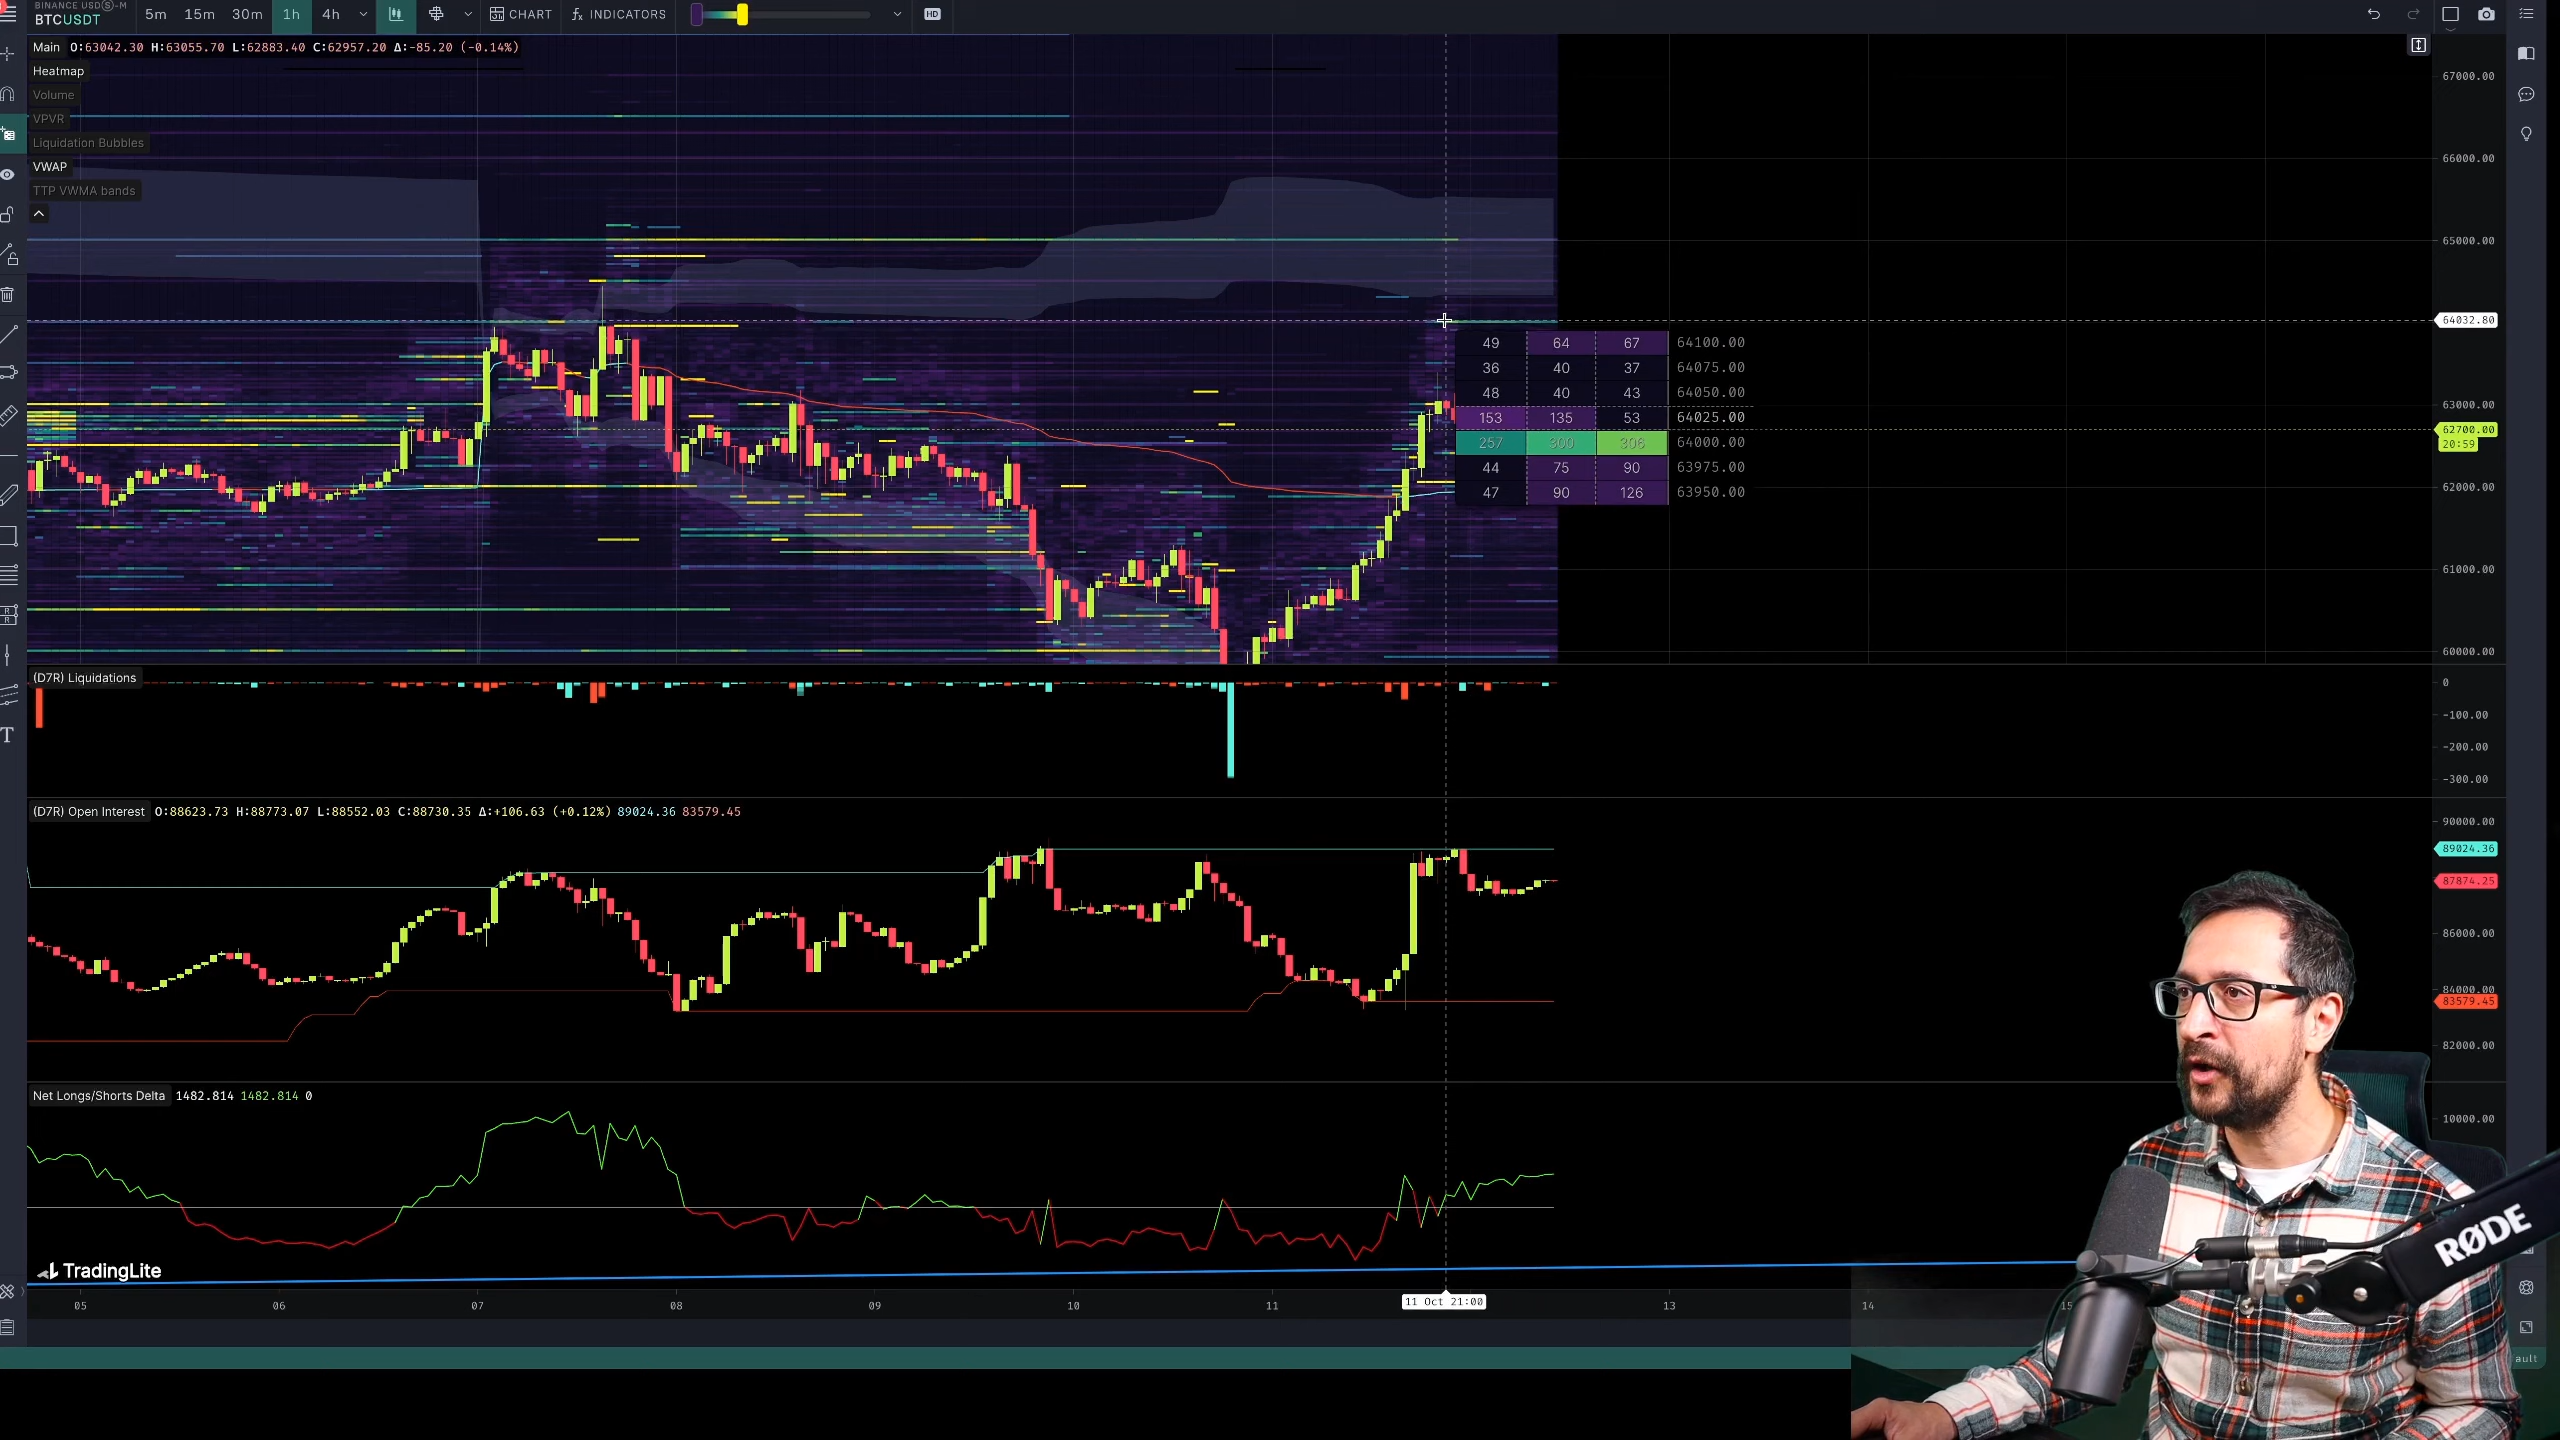 BINANCE USDⓈ-M
BTCUSDT
5m 15m 30m 1h 4h CHART INDICATORS HD
Main O:63042.30 H:63055.70 L:62883.40 C:62957.20 Δ:-85.20 (-0.14%)
Heatmap
Volume
VPVR
Liquidation Bubbles
VWAP
TTP VWMA bands
67000.00
66000.00
65000.00
64032.80
63000.00
62700.00
20:59
62000.00
61000.00
60000.00
49 64 67 64100.00
36 40 37 64075.00
48 40 43 64050.00
153 135 53 64025.00
257 300 306 64000.00
44 75 90 63975.00
47 90 126 63950.00
(D7R) Liquidations
0
-100.00
-200.00
-300.00
(D7R) Open Interest O:88623.73 H:88773.07 L:88552.03 C:88730.35 Δ:+106.63 (+0.12%) 89024.36 83579.45
90000.00
89024.36
87874.25
86000.00
84000.00
83579.45
82000.00
Net Longs/Shorts Delta 1482.814 1482.814 0
10000.00
TradingLite
05 06 07 08 09 10 11 11 Oct 21:00 13 14
RØDE
ault